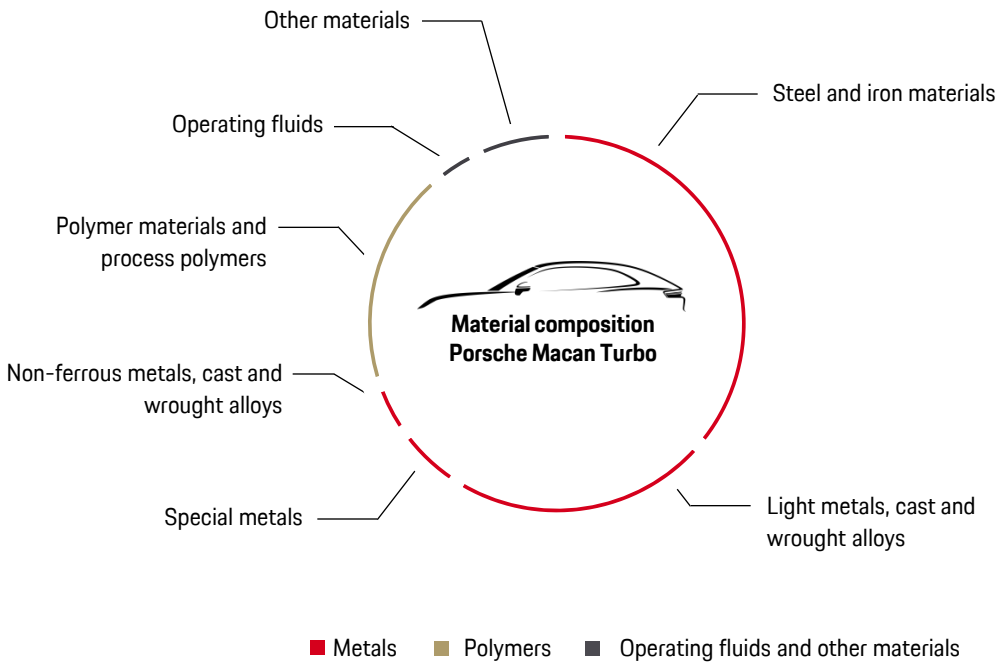 Other materials
Steel and iron materials
Operating fluids
Polymer materials and
process polymers
Material composition
Porsche Macan Turbo
Non-ferrous metals, cast and
wrought alloys
Special metals
Light metals, cast and
wrought alloys
Metals
Polymers
Operating fluids and other materials